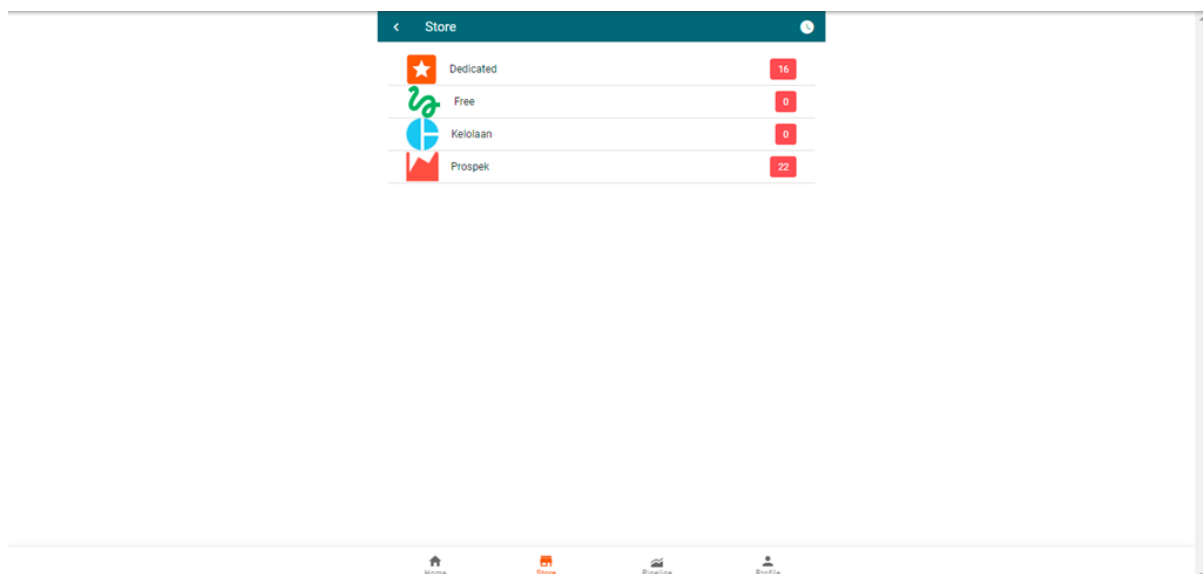 Store
Dedicated 16
Free 0
Kelolaan 0
Prospek 22
Home Store Pipeline Profile